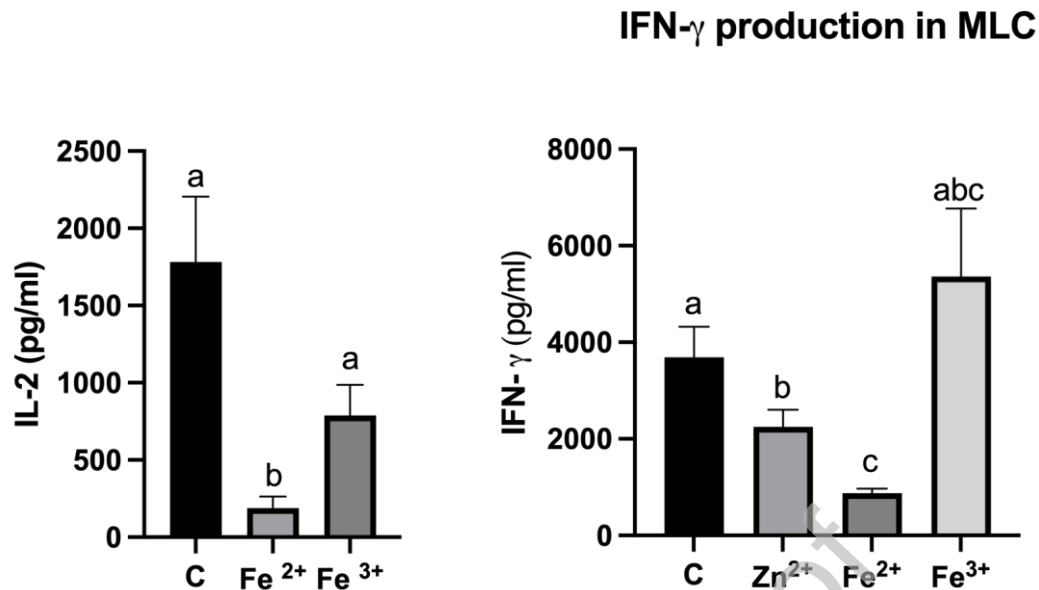 IFN-γ production in MLC
IL-2 (pg/ml)
2500
2000
1500
1000
500
0
a
b
a
C
Fe 2+
Fe 3+
IFN- γ (pg/ml)
8000
6000
4000
2000
0
a
b
c
abc
C
Zn2+
Fe2+
Fe3+